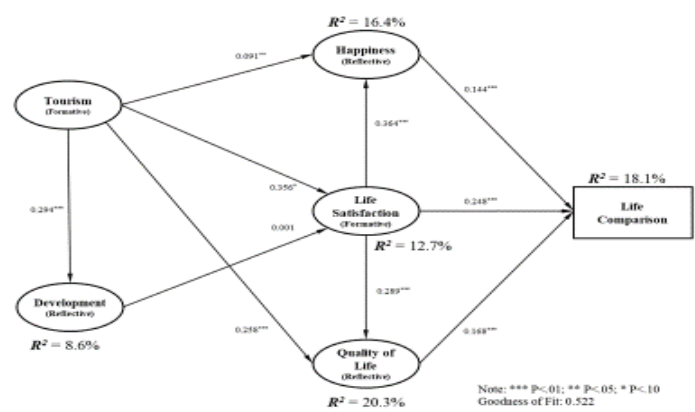 R² = 16.4%
Happiness
(Reflective)
0.091**
0.144***
Tourism
(Formative)
0.364***
R² = 18.1%
0.356*
Life
Satisfaction
(Formative)
0.248***
Life
Comparison
0.294***
0.001
R² = 12.7%
Development
(Reflective)
0.289***
0.258***
0.168***
R² = 8.6%
Quality of
Life
(Reflective)
Note: *** P<.01; ** P<.05; * P<.10
Goodness of Fit: 0.522
R² = 20.3%